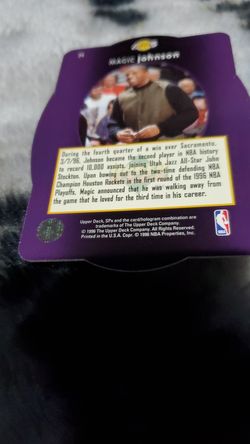 MAGIC Johnson
During the fourth quarter of a win over Sacramento,
3/7/96, Johnson became the second player in NBA history
to record 10,000 assists, joining Utah Jazz All-Star John
Stockton. Upon bowing out to the two-time defending NBA
Champion Houston Rockets in the first round of the 1996 NBA
Playoffs, Magic announced that he was walking away from
the game that he loved for the third time in his career.
Upper Deck, SPx and the card/hologram combination are
trademarks of The Upper Deck Company.
© 1996 The Upper Deck Company. All Rights Reserved.
Printed in the U.S.A. Copr. © 1996 NBA Properties, Inc.